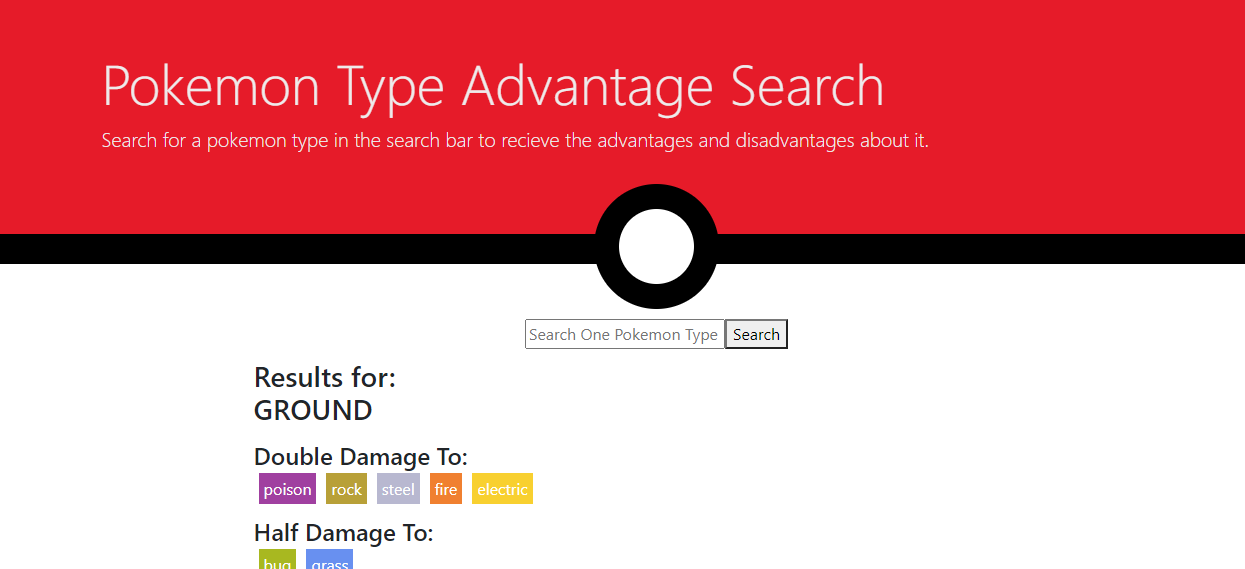 Pokemon Type Advantage Search
Search for a pokemon type in the search bar to recieve the advantages and disadvantages about it.
Search One Pokemon Type Search
Results for:
GROUND
Double Damage To:
poison rock steel fire electric
Half Damage To:
bug grass